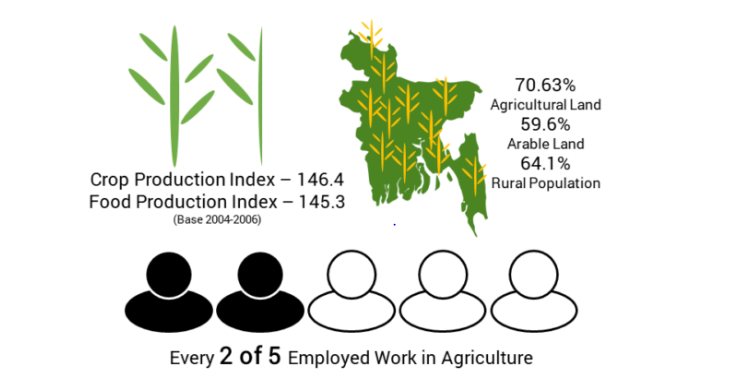 70.63%
Agricultural Land
59.6%
Arable Land
64.1%
Rural Population
Crop Production Index – 146.4
Food Production Index – 145.3
(Base 2004-2006)
Every 2 of 5 Employed Work in Agriculture